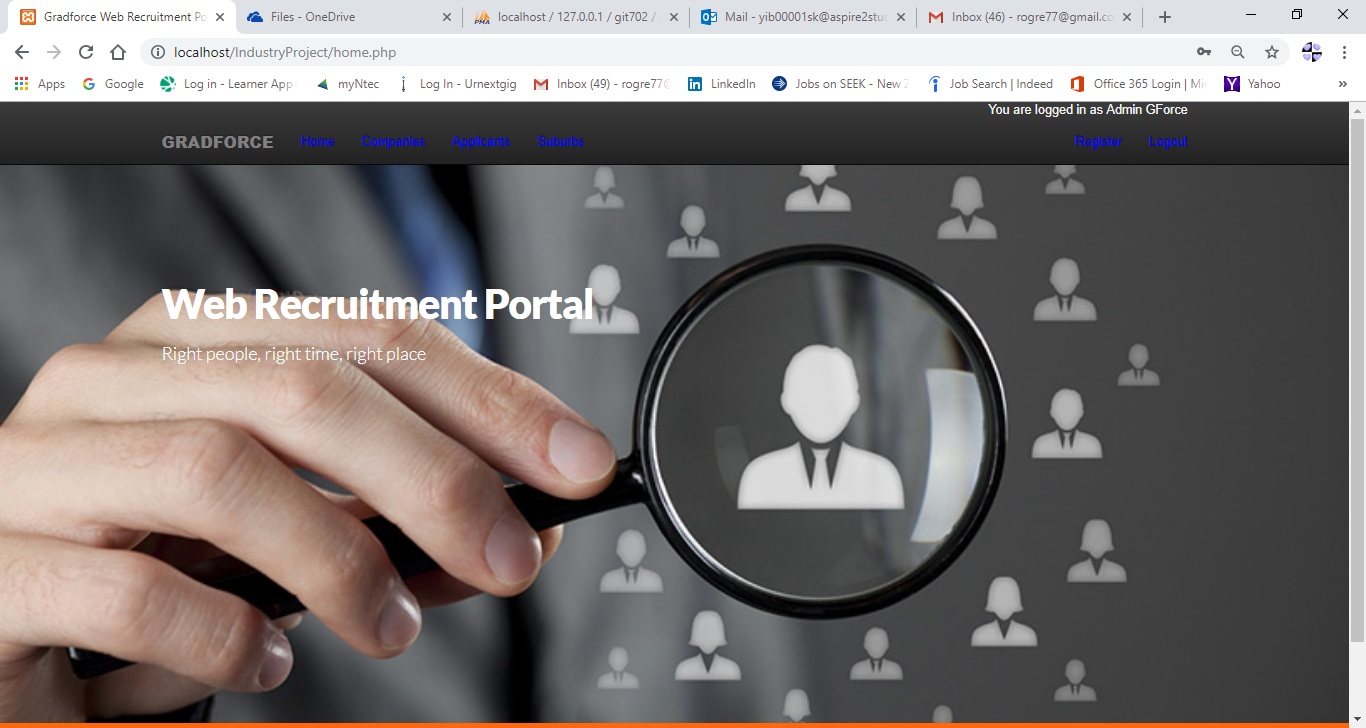 Gradforce Web Recruitment Po
Files - OneDrive
localhost / 127.0.0.1 / git702 /
Mail - yib00001sk@aspire2stud
Inbox (46) - rogre77@gmail.co
localhost/IndustryProject/home.php
Apps
Google
Log in - Learner App
myNtec
Log In - Urnextgig
Inbox (49) - rogre77@
LinkedIn
Jobs on SEEK - New Z
Job Search | Indeed
Office 365 Login | Mi
Yahoo
You are logged in as Admin GForce
GRADFORCE
Home
Companies
Applicants
Suburbs
Register
Logout
Web Recruitment Portal
Right people, right time, right place